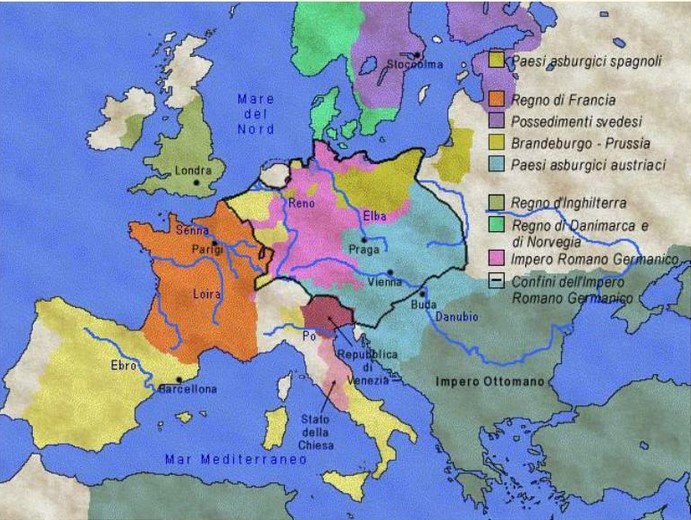 Stoccolma
Mare
del
Nord
Londra
Reno
Elba
Senna
Parigi
Praga
Loira
Vienna
Buda
Danubio
Po
Ebro
Barcellona
Repubblica
di
Venezia
Impero Ottomano
Stato
della
Chiesa
Mar Mediterraneo
Paesi asburgici spagnoli
Regno di Francia
Possedimenti svedesi
Brandeburgo - Prussia
Paesi asburgici austriaci
Regno d'Inghilterra
Regno di Danimarca e
di Norvegia
Impero Romano Germanico
Confini dell'Impero
Romano Germanico